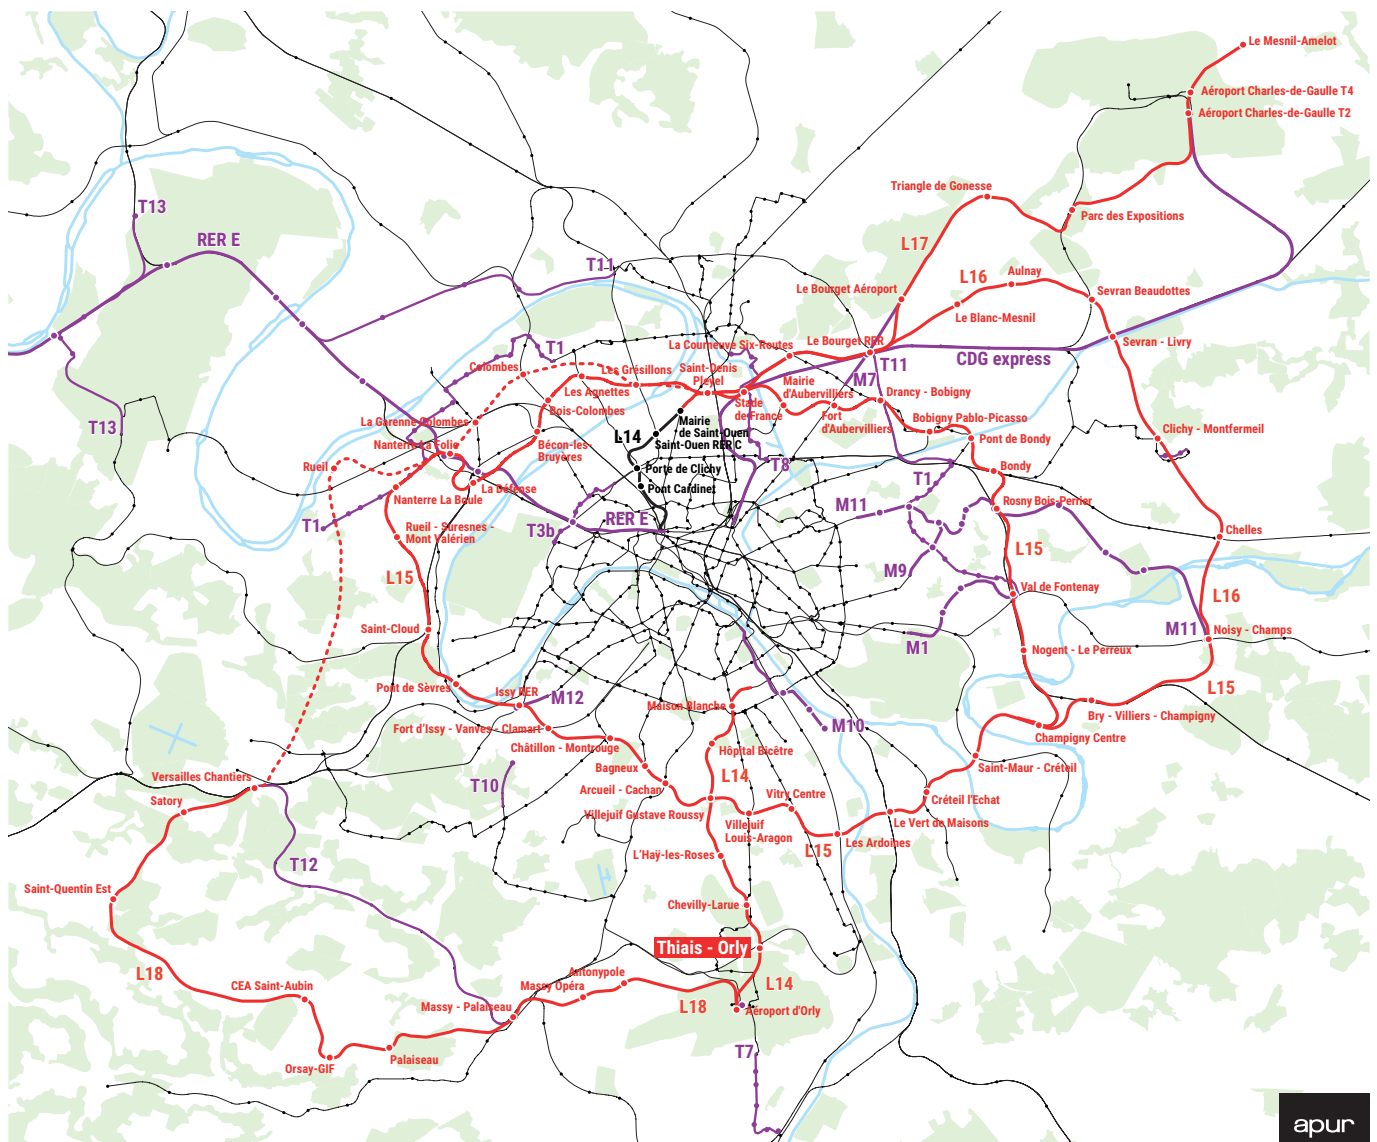 Le Mesnil-Amelot
Aéroport Charles-de-Gaulle T4
Aéroport Charles-de-Gaulle T2
Triangle de Gonesse
T13
Parc des Expositions
RER E
L17
T11
Aulnay
L16
Le Bourget Aéroport
Sevran Beaudottes
Le Blanc-Mesnil
La Courneuve Six-Routes
Le Bourget RER
Sevran - Livry
T1
CDG express
T11
Colombes
Les Grésillons
Saint-Denis
Pleyel
M7
Mairie
d'Aubervilliers
Drancy - Bobigny
Les Agnettes
Stade
de France
Bois-Colombes
Fort
d'Aubervilliers
Bobigny Pablo-Picasso
T13
La Garenne-Colombes
Mairie
de Saint-Ouen
L14
Saint-Ouen RER C
Pont de Bondy
Clichy - Montfermeil
Nanterre La Folie
Bécon-les-
Bruyères
Rueil
Porte de Clichy
T8
Bondy
T1
La Défense
Pont Cardinet
Nanterre La Boule
Rosny Bois-Perrier
M11
T1
Rueil - Suresnes -
Mont Valérien
T3b
RER E
Chelles
L15
M9
L15
Val de Fontenay
L16
Saint-Cloud
M11
Noisy - Champs
M1
Nogent - Le Perreux
Pont de Sèvres
Issy RER
M12
L15
Maison Blanche
Bry - Villiers - Champigny
Fort d'Issy - Vanves - Clamart
M10
Champigny Centre
Châtillon - Montrouge
Hôpital Bicêtre
Bagneux
Saint-Maur - Créteil
Versailles Chantiers
L14
T10
Arcueil - Cachan
Vitry Centre
Créteil l'Echat
Satory
Villejuif Gustave Roussy
Villejuif
Louis-Aragon
Le Vert de Maisons
L15
Les Ardoines
L'Haÿ-les-Roses
T12
Saint-Quentin Est
Chevilly-Larue
Thiais - Orly
L18
Antonypole
CEA Saint-Aubin
Massy Opéra
L14
Massy - Palaiseau
L18
Aéroport d'Orly
T7
Palaiseau
Orsay-GIF
apur